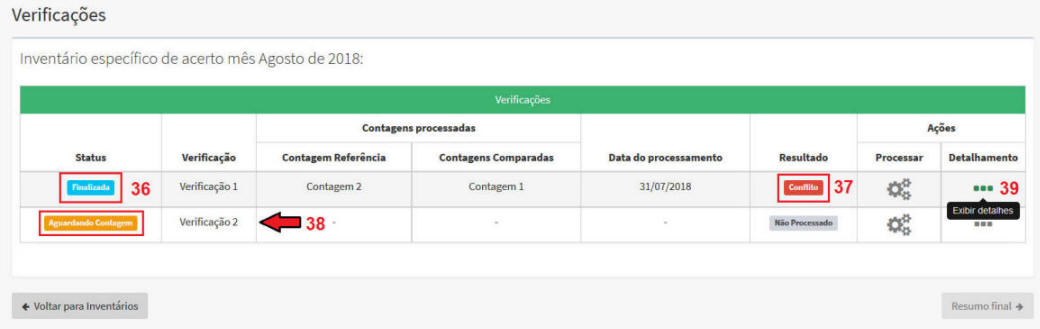 Verificações
Inventário específico de acerto mês Agosto de 2018:
Verificações
Contagens processadas Ações
Status Verificação Contagem Referência Contagens Comparadas Data do processamento Resultado Processar Detalhamento
Finalizada 36 Verificação 1 Contagem 2 Contagem 1 31/07/2018 Conflito 37 39
Exibir detalhes
Aguardando Contagem Verificação 2 38 - - - Não Processado
Voltar para Inventários Resumo final